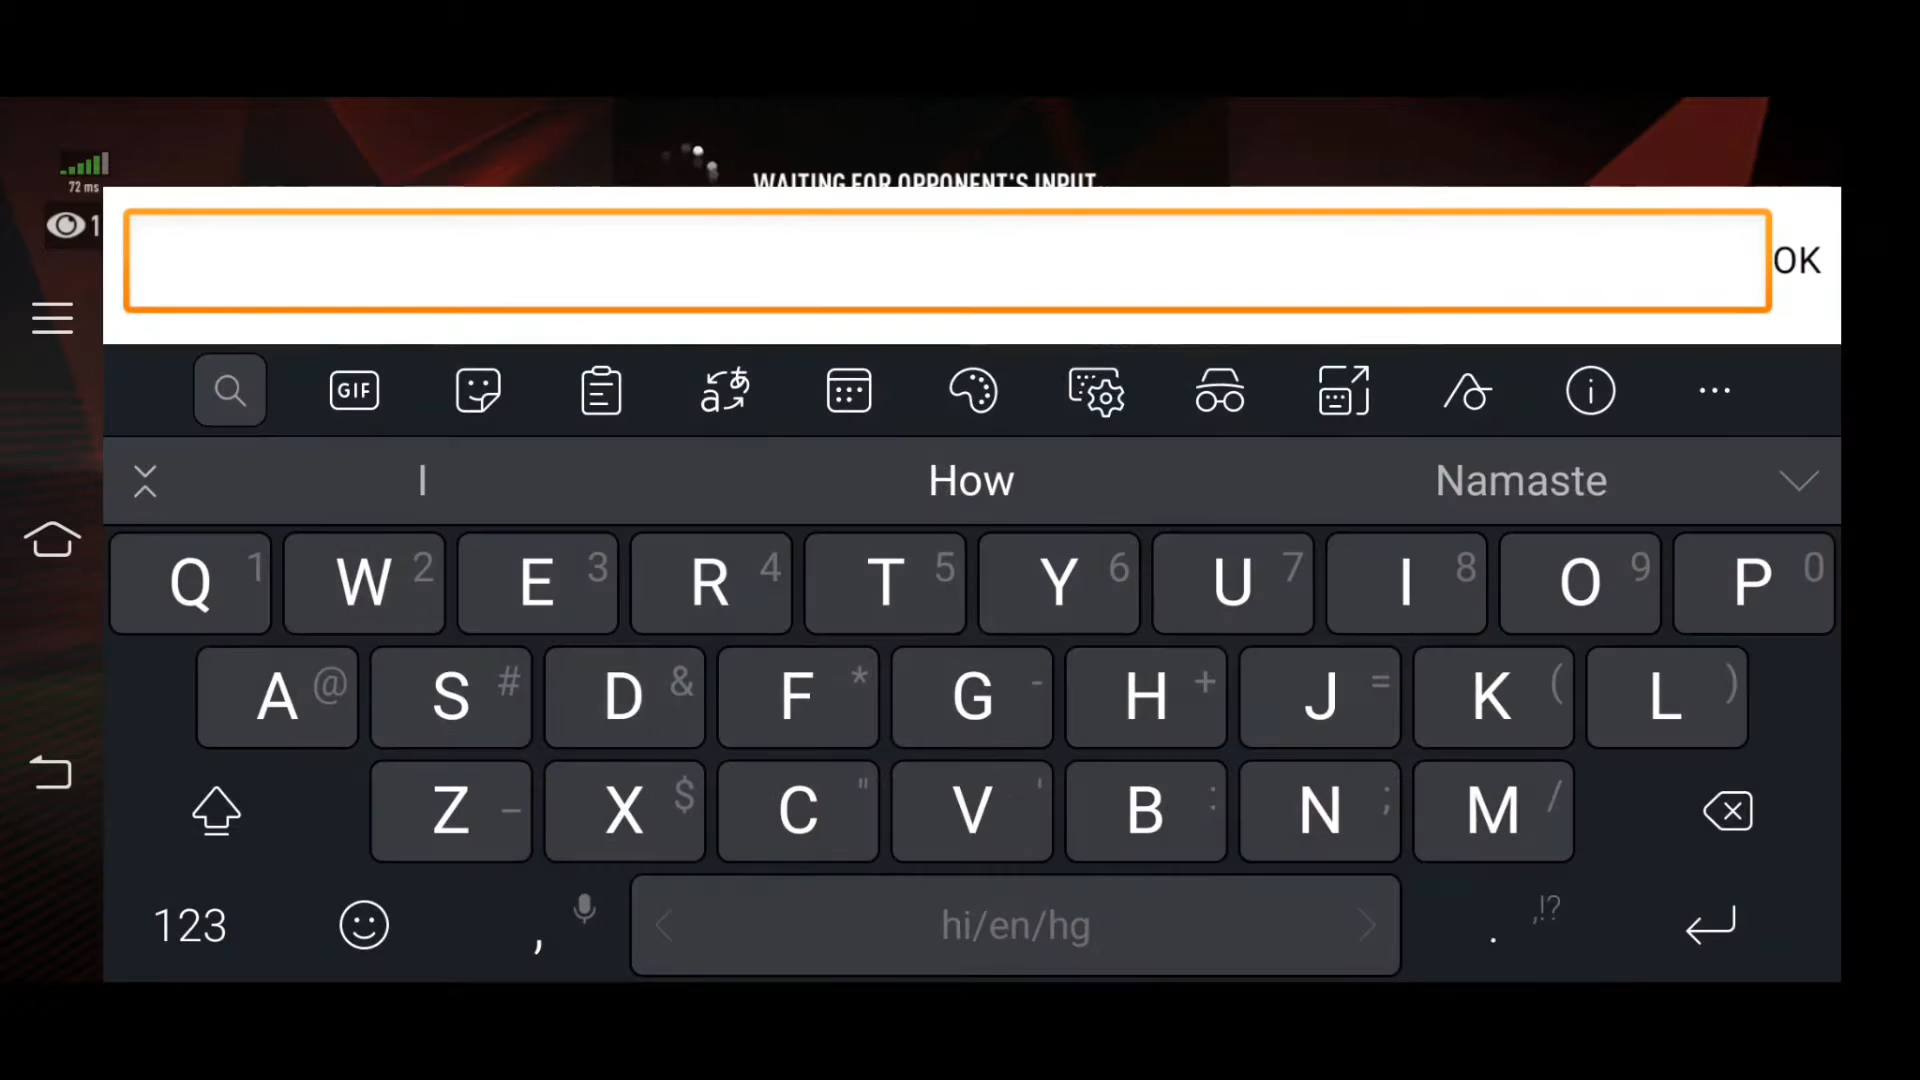 WAITING FOR OPPONENT'S INPUT
72 ms
1
OK
GIF
I How Namaste
Q 1 W 2 E 3 R 4 T 5 Y 6 U 7 I 8 O 9 P 0
A @ S # D & F * G - H + J = K ( L )
Z _ X $ C " V ' B : N ; M /
123 , hi/en/hg . ,!?